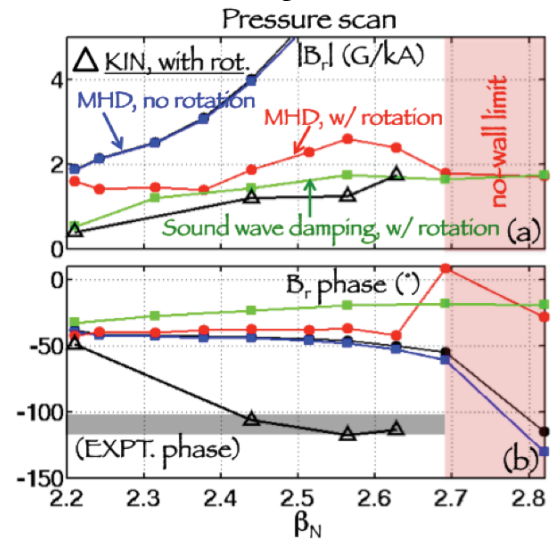 Pressure scan
5
4
2
0
△ KIN, with rot.
|Br| (G/kA)
MHD, no rotation
MHD, w/ rotation
Sound wave damping, w/ rotation
no-wall limit
(a)
0
-50
-100
-150
Br phase (°)
(EXPT. phase)
(b)
2.2 2.3 2.4 2.5 2.6 2.7 2.8
βN